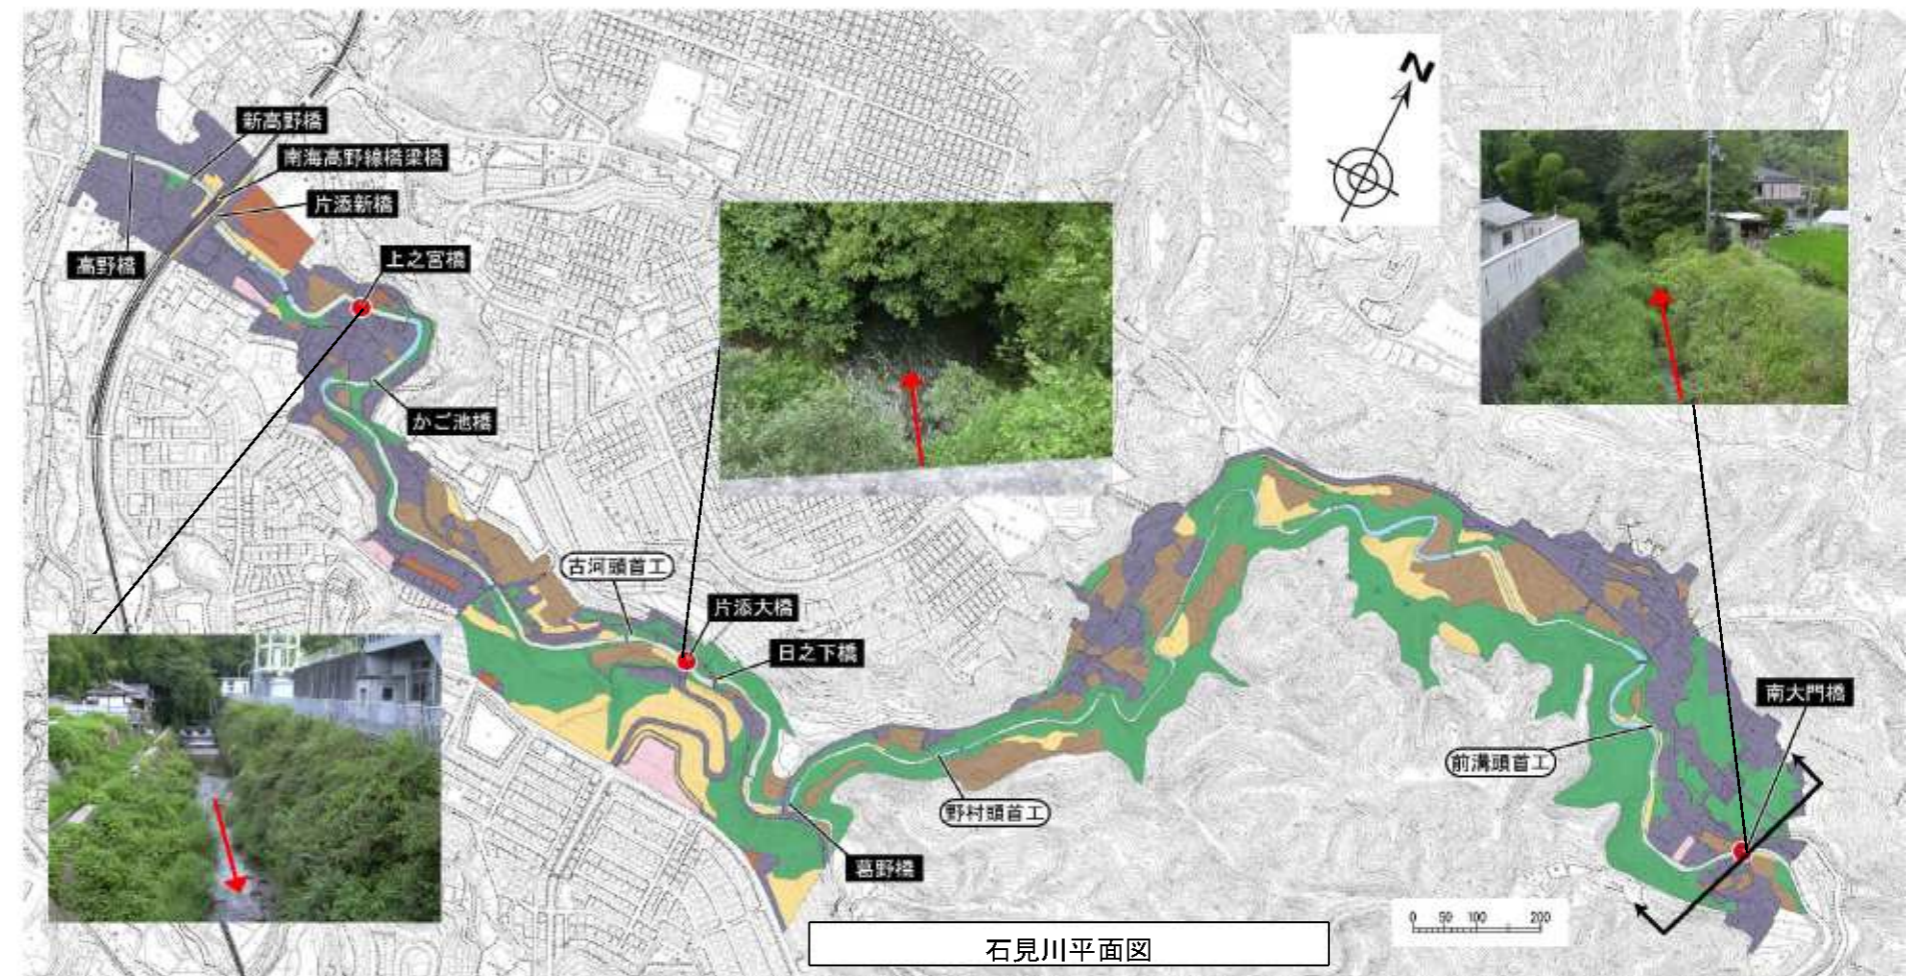 新高野橋
南海高野線橋梁橋
片添新橋
高野橋
上之宮橋
かご池橋
古河頭首工
片添大橋
日之下橋
野村頭首工
葛野橋
前溝頭首工
南大門橋
N
0 50 100 200
石見川平面図